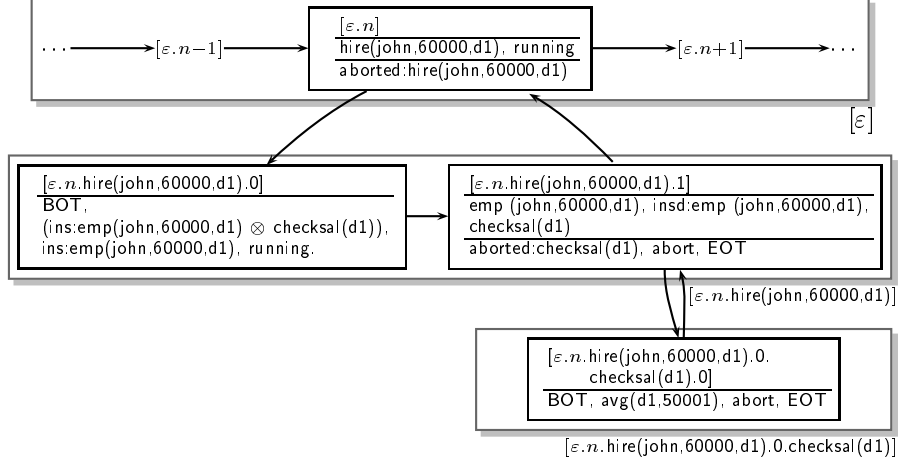 ··· [ε.n−1] [ε.n] [ε.n+1] ···
hire(john,60000,d1), running
aborted:hire(john,60000,d1)
[ε]
[ε.n.hire(john,60000,d1).0]
BOT,
(ins:emp(john,60000,d1) ⊗ checksal(d1)),
ins:emp(john,60000,d1), running.
[ε.n.hire(john,60000,d1).1]
emp (john,60000,d1), insd:emp (john,60000,d1),
checksal(d1)
aborted:checksal(d1), abort, EOT
[ε.n.hire(john,60000,d1)]
[ε.n.hire(john,60000,d1).0.
checksal(d1).0]
BOT, avg(d1,50001), abort, EOT
[ε.n.hire(john,60000,d1).0.checksal(d1)]